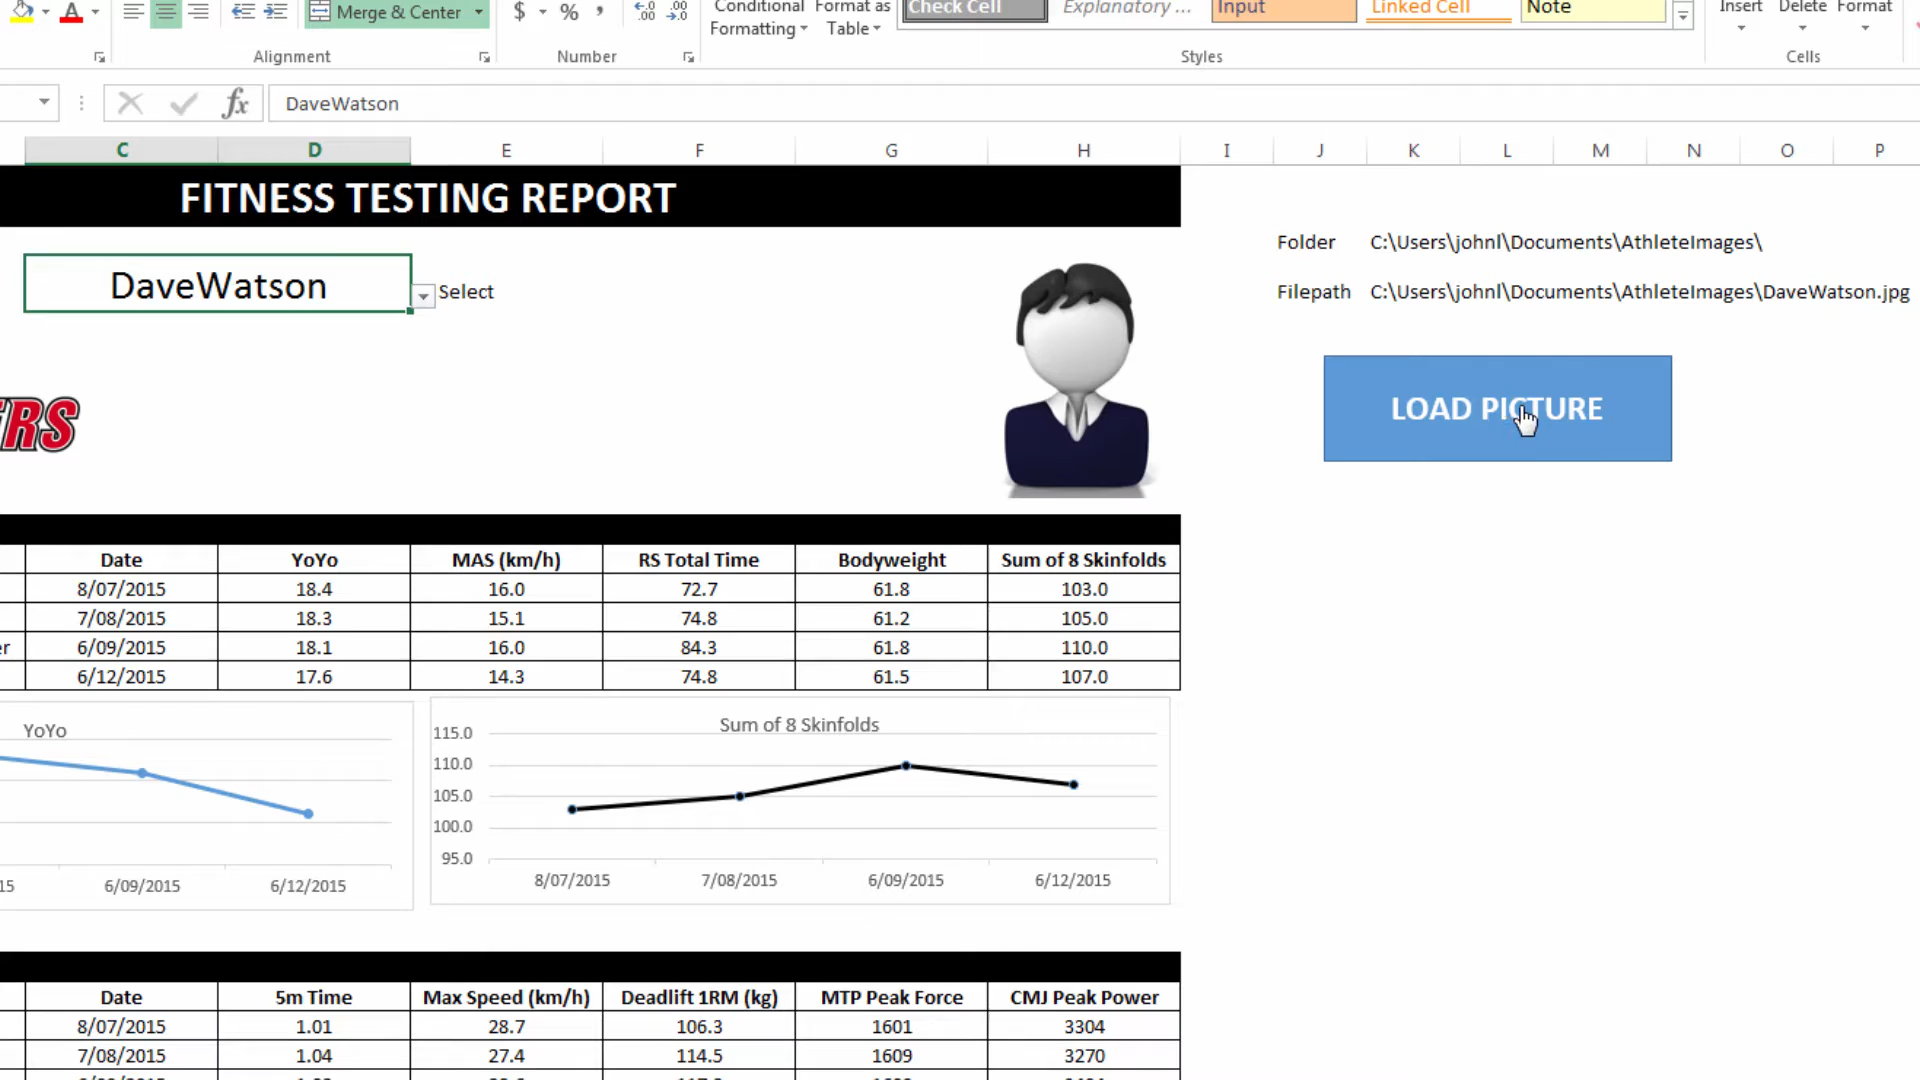 Merge & Center
$ % ,
Conditional Formatting
Format as Table
Check Cell
Explanatory ...
Input
Linked Cell
Note
Insert
Delete
Format
Alignment
Number
Styles
Cells
fx
DaveWatson
C D E F G H I J K L M N O P
FITNESS TESTING REPORT
DaveWatson
Select
Folder C:\Users\johnl\Documents\AthleteImages\
Filepath C:\Users\johnl\Documents\AthleteImages\DaveWatson.jpg
LOAD PICTURE
ERS
Date YoYo MAS (km/h) RS Total Time Bodyweight Sum of 8 Skinfolds
8/07/2015 18.4 16.0 72.7 61.8 103.0
7/08/2015 18.3 15.1 74.8 61.2 105.0
er 6/09/2015 18.1 16.0 84.3 61.8 110.0
6/12/2015 17.6 14.3 74.8 61.5 107.0
YoYo
15 6/09/2015 6/12/2015
Sum of 8 Skinfolds
115.0
110.0
105.0
100.0
95.0
8/07/2015 7/08/2015 6/09/2015 6/12/2015
Date 5m Time Max Speed (km/h) Deadlift 1RM (kg) MTP Peak Force CMJ Peak Power
8/07/2015 1.01 28.7 106.3 1601 3304
7/08/2015 1.04 27.4 114.5 1609 3270